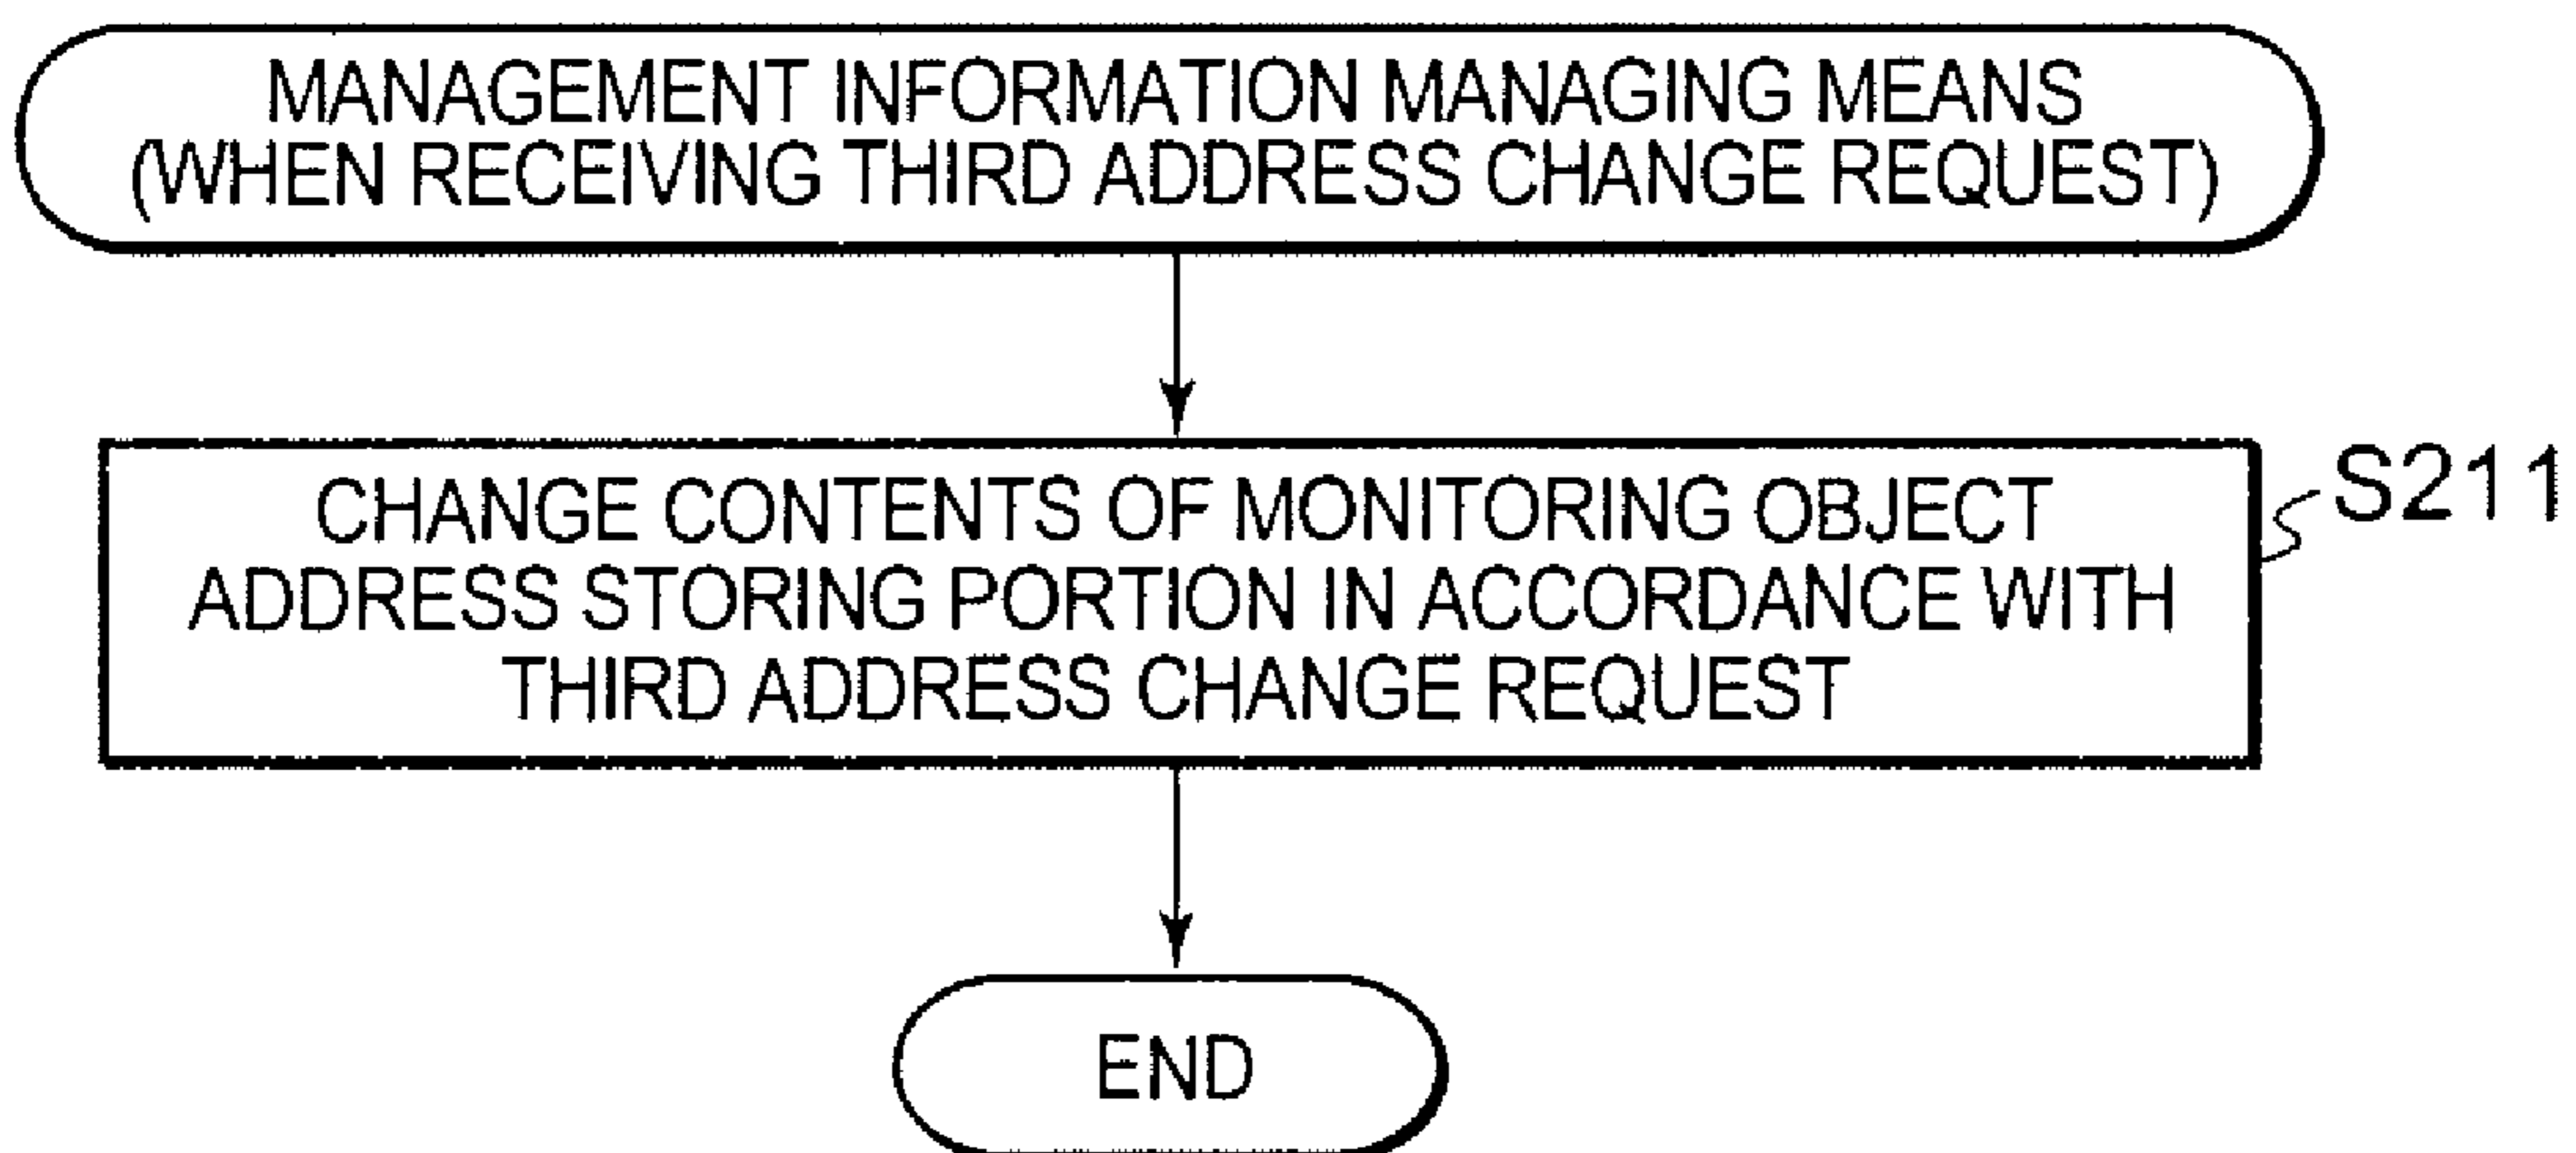 MANAGEMENT INFORMATION MANAGING MEANS
(WHEN RECEIVING THIRD ADDRESS CHANGE REQUEST)
CHANGE CONTENTS OF MONITORING OBJECT
ADDRESS STORING PORTION IN ACCORDANCE WITH
THIRD ADDRESS CHANGE REQUEST
S211
END